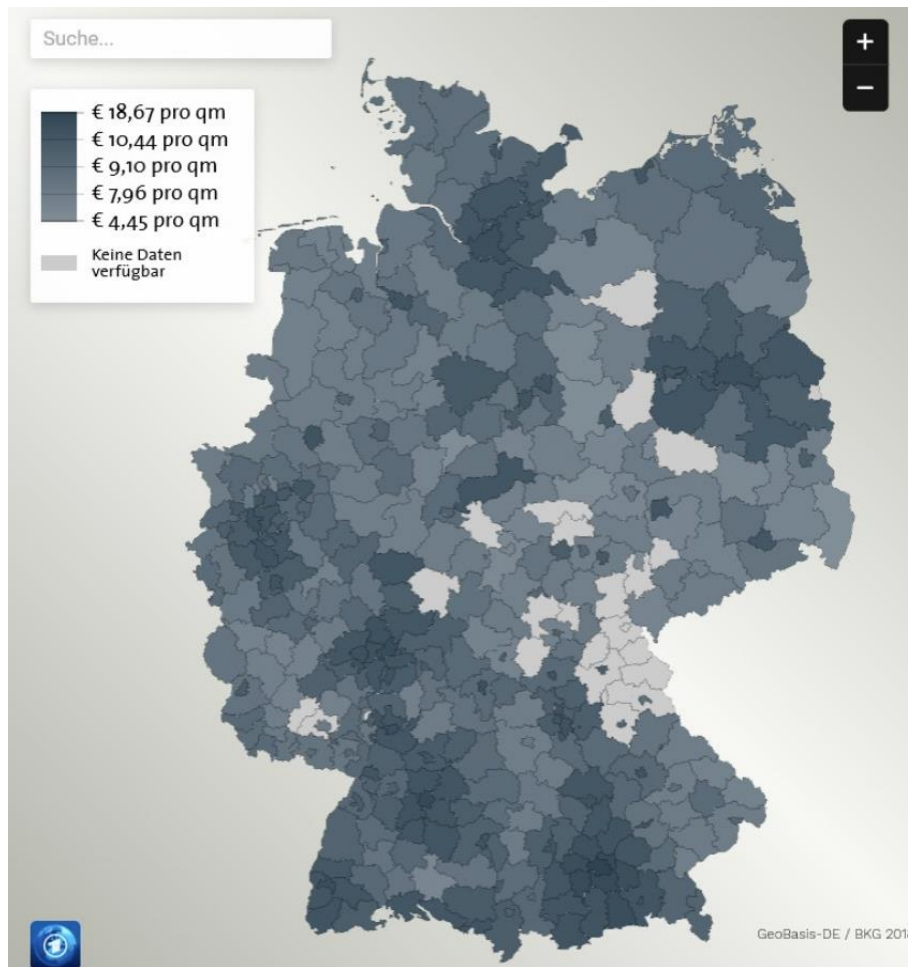 Suche...
+
−
€ 18,67 pro qm
€ 10,44 pro qm
€ 9,10 pro qm
€ 7,96 pro qm
€ 4,45 pro qm
Keine Daten
verfügbar
GeoBasis-DE / BKG 2018